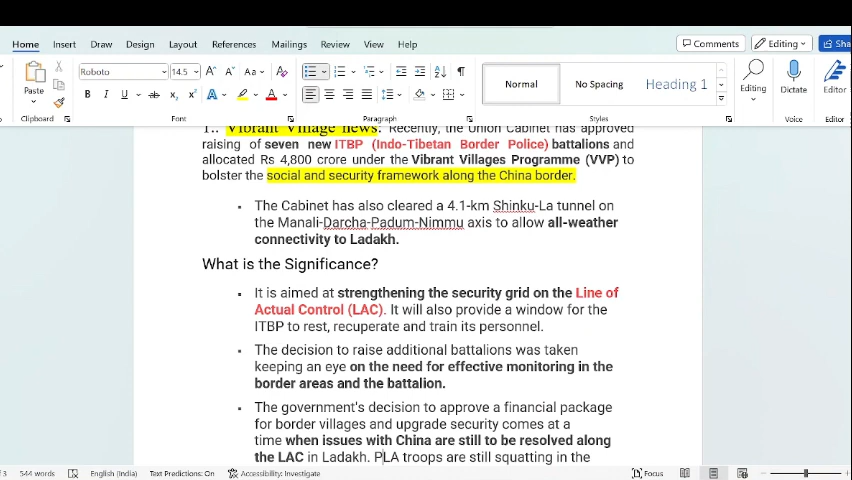 Home Insert Draw Design Layout References Mailings Review View Help Comments Editing Sha
Paste Roboto 14.5 A A Aa A Normal No Spacing Heading 1 Editing Dictate Editor
B I U ab x₂ x² A A
Clipboard Font Paragraph Styles Voice Editor
1.. Vibrant Village news: Recently, the Union Cabinet has approved
raising of seven new ITBP (Indo-Tibetan Border Police) battalions and
allocated Rs 4,800 crore under the Vibrant Villages Programme (VVP) to
bolster the social and security framework along the China border.
▪ The Cabinet has also cleared a 4.1-km Shinku-La tunnel on
the Manali-Darcha-Padum-Nimmu axis to allow all-weather
connectivity to Ladakh.
What is the Significance?
▪ It is aimed at strengthening the security grid on the Line of
Actual Control (LAC). It will also provide a window for the
ITBP to rest, recuperate and train its personnel.
▪ The decision to raise additional battalions was taken
keeping an eye on the need for effective monitoring in the
border areas and the battalion.
▪ The government's decision to approve a financial package
for border villages and upgrade security comes at a
time when issues with China are still to be resolved along
the LAC in Ladakh. PLA troops are still squatting in the
f 3 544 words English (India) Text Predictions: On Accessibility: Investigate Focus